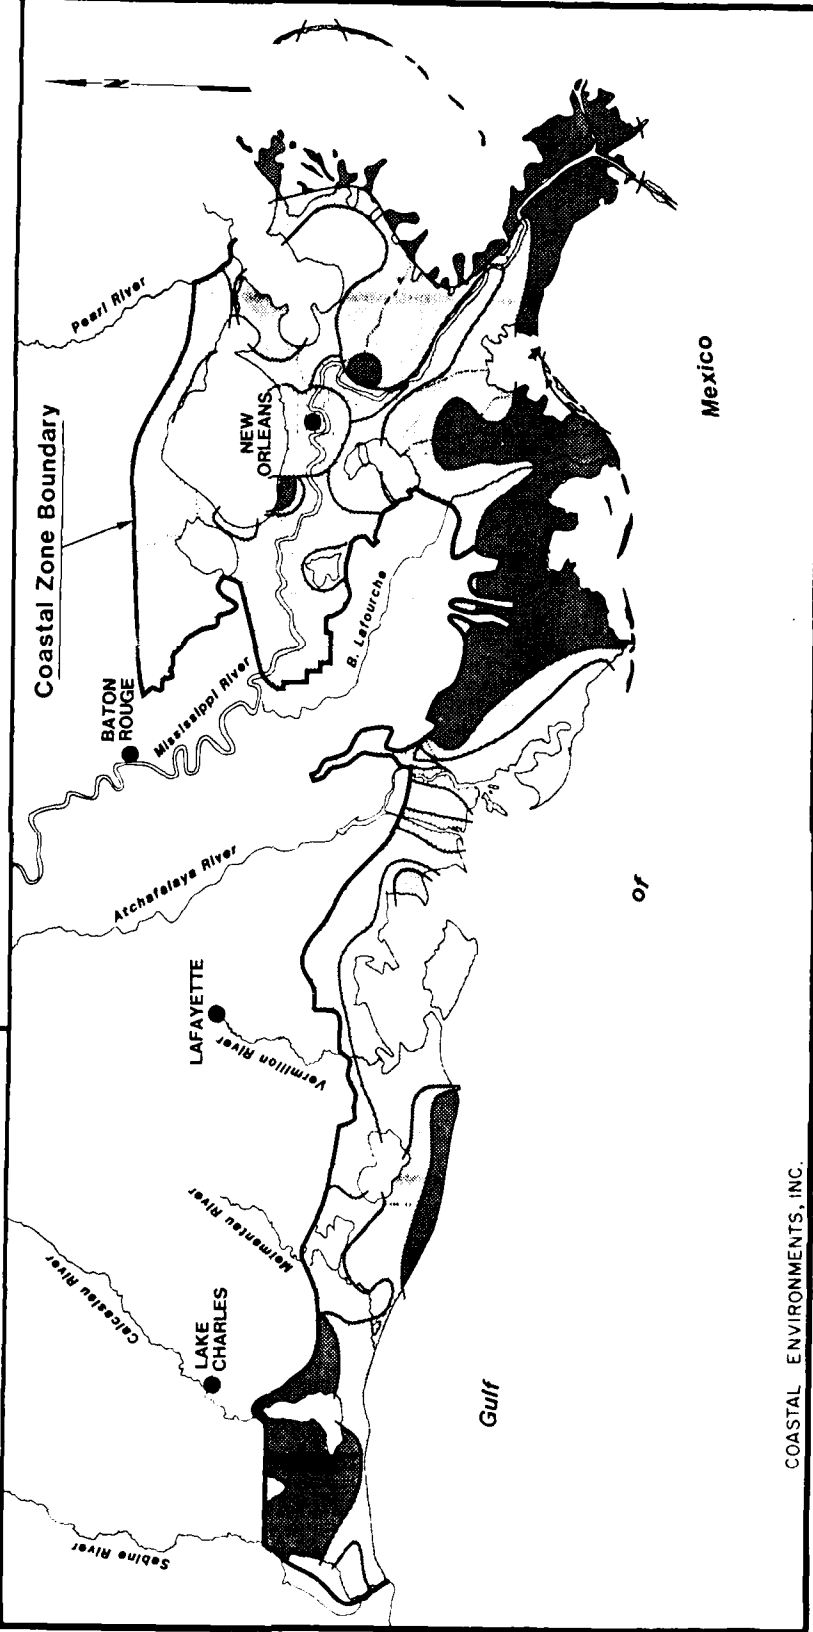 Coastal Zone Boundary
Pearl River
NEW
ORLEANS
BATON
ROUGE
Mississippi River
B. Lafourche
Atchafalaya River
LAFAYETTE
Vermilion River
Mermentau River
Calcasieu River
LAKE
CHARLES
Sabine River
Gulf
of
Mexico
N
COASTAL ENVIRONMENTS, INC.